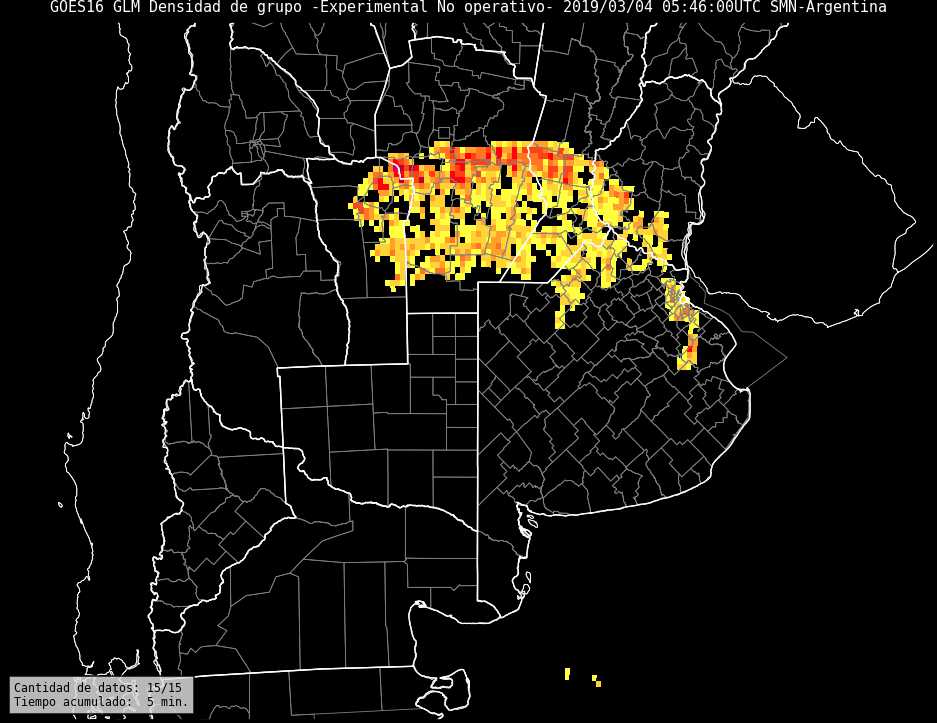 GOES16 GLM Densidad de grupo -Experimental No operativo- 2019/03/04 05:46:00UTC SMN-Argentina
Cantidad de datos: 15/15
Tiempo acumulado:  5 min.